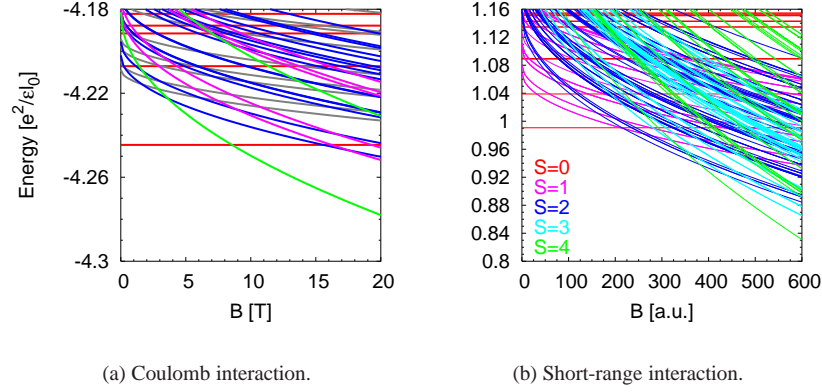 Energy [e²/εl₀]
-4.18
-4.22
-4.26
-4.3
0
5
10
15
20
B [T]
1.16
1.12
1.08
1.04
1
0.96
0.92
0.88
0.84
0.8
S=0
S=1
S=2
S=3
S=4
0
100
200
300
400
500
600
B [a.u.]
(a) Coulomb interaction.
(b) Short-range interaction.